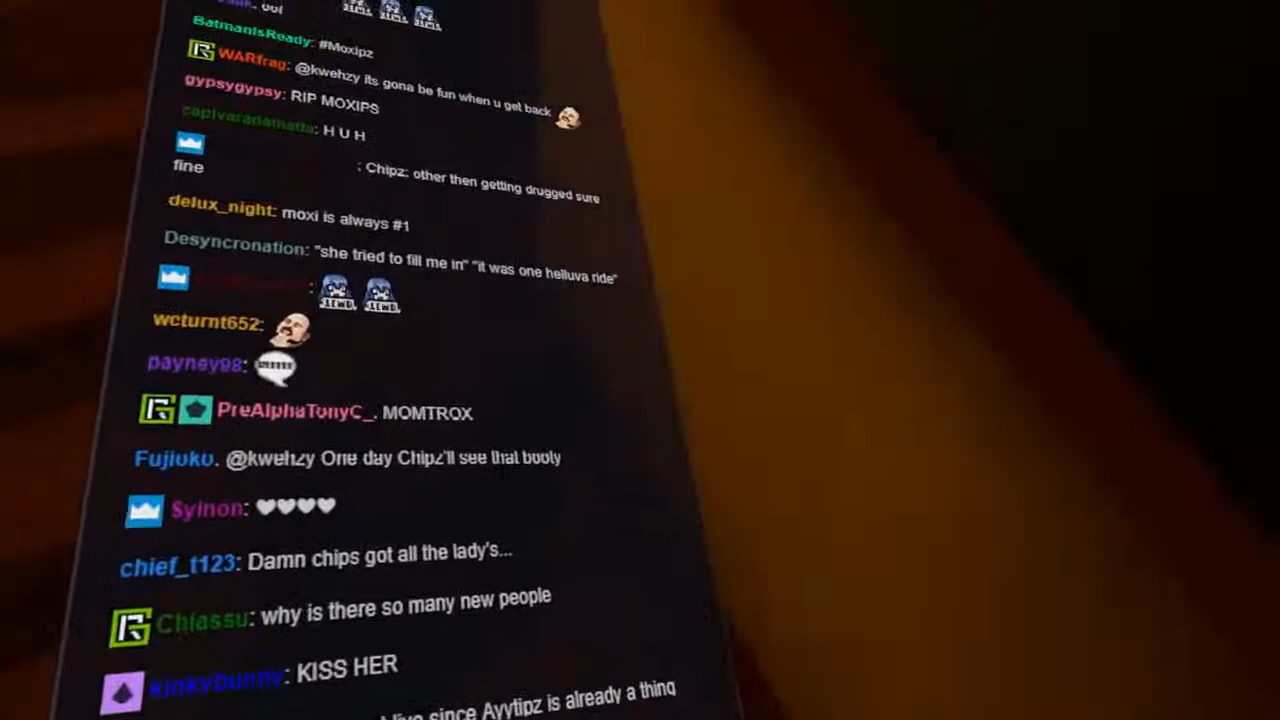 BatmanIsReady: #Moxipz
WARfrag: @kwehzy its gona be fun when u get back
gypsygypsy: RIP MOXIPS
capivaradamada: H U H
: Chipz: other then getting drugged sure
fine
delux_night: moxi is always #1
Desyncronation: "she tried to fill me in" "it was one helluva ride"
:
wcturnt652:
payney98:
PreAlphaTonyC_: MOMTROX
Fujioko: @kwehzy One day Chipz'll see that booty
Syinon:
chief_t123: Damn chips got all the lady's...
Chiassu: why is there so many new people
kinkybunny: KISS HER
since Ayytipz is already a thing